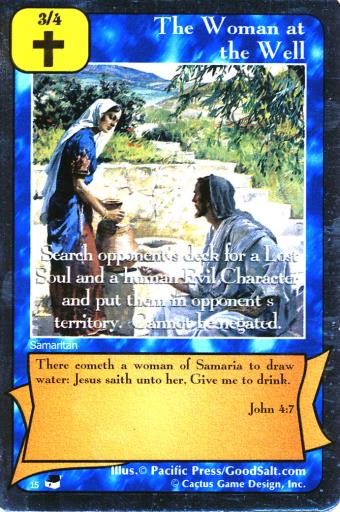 3/4
The Woman at
the Well
Search opponent's deck for a Lost
Soul and a human Evil Character
and put them in opponent's
territory. Cannot be negated.
Samaritan
There cometh a woman of Samaria to draw
water: Jesus saith unto her, Give me to drink.
John 4:7
Illus.© Pacific Press/GoodSalt.com
15
© Cactus Game Design, Inc.